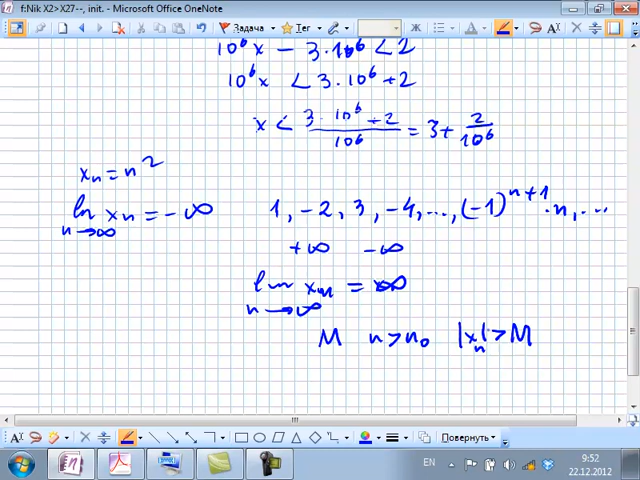 f:Nik X2>X27--, init. - Microsoft Office OneNote
Задача Тег
10⁶x - 3·10⁶ < 2
10⁶x < 3·10⁶+2
x < (3·10⁶+2)/10⁶ = 3 + 2/10⁶
xₙ = n²
lim xₙ = -∞ 1, -2, 3, -4, ..., (-1)ⁿ⁺¹·n, ...
n→∞
+∞ -∞
lim xₙ = ∞
n→∞
M n>n₀ |xₙ|>M
Повернуть
EN 9:52
22.12.2012